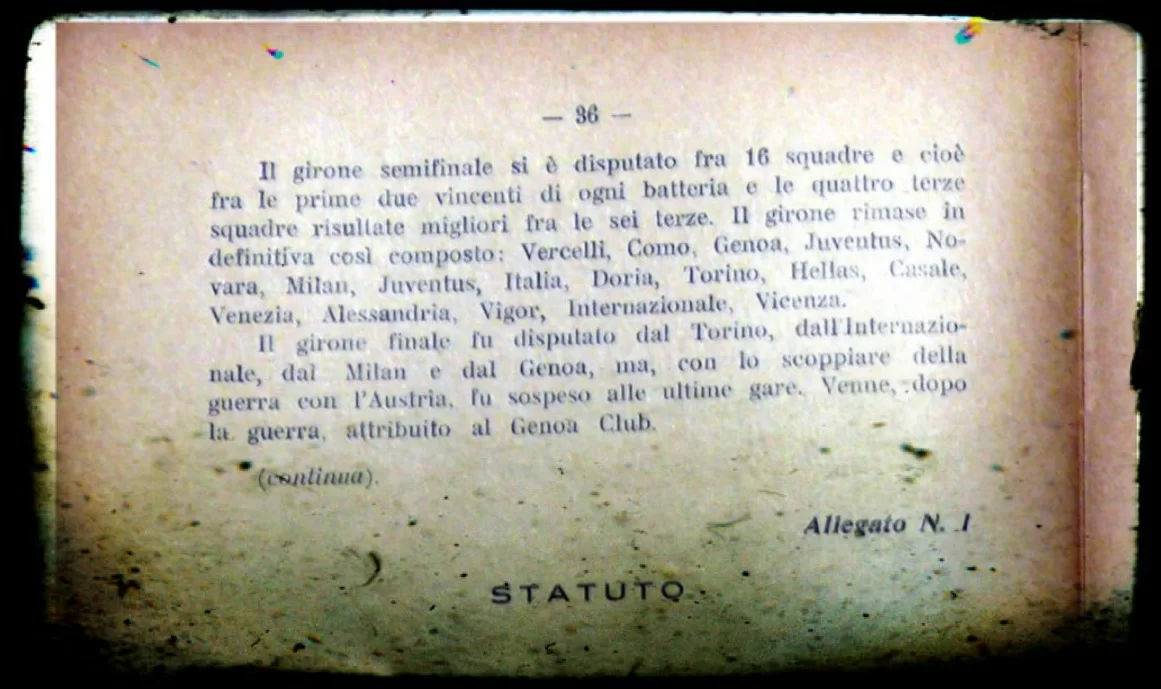 — 36 —
Il girone semifinale si è disputato fra 16 squadre e cioè
fra le prime due vincenti di ogni batteria e le quattro terze
squadre risultate migliori fra le sei terze. Il girone rimase in
definitiva così composto: Vercelli, Como, Genoa, Juventus, No-
vara, Milan, Juventus, Italia, Doria, Torino, Hellas, Casale,
Venezia, Alessandria, Vigor, Internazionale, Vicenza.
Il girone finale fu disputato dal Torino, dall'Internazio-
nale, dal Milan e dal Genoa, ma, con lo scoppiare della
guerra con l'Austria, fu sospeso alle ultime gare. Venne, dopo
la guerra, attribuito al Genoa Club.
(continua).
Allegato N. 1
STATUTO